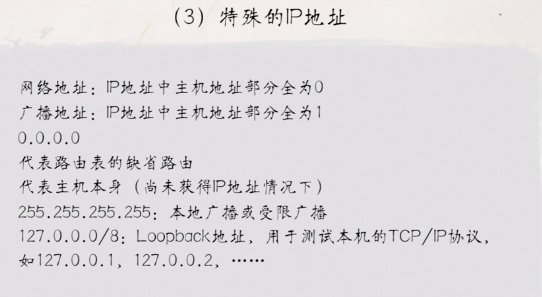 （3）特殊的IP地址
网络地址：IP地址中主机地址部分全为0
广播地址：IP地址中主机地址部分全为1
0.0.0.0
代表路由表的缺省路由
代表主机本身（尚未获得IP地址情况下）
255.255.255.255：本地广播或受限广播
127.0.0.0/8：Loopback地址，用于测试本机的TCP/IP协议，
如127.0.0.1，127.0.0.2，……